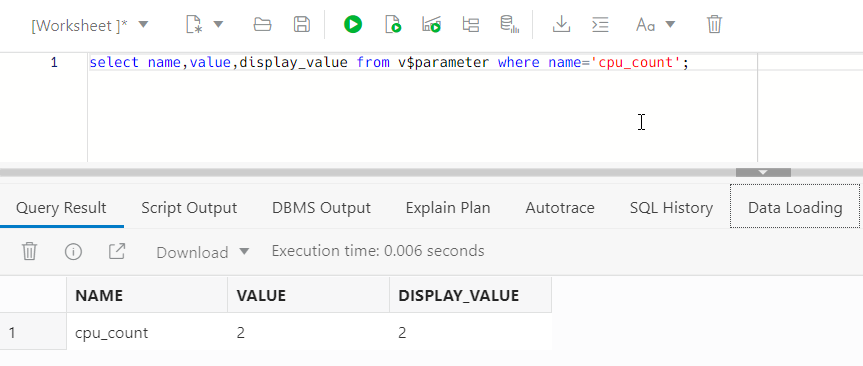 [Worksheet ]*
Aa
1 select name,value,display_value from v$parameter where name='cpu_count';
Query Result Script Output DBMS Output Explain Plan Autotrace SQL History Data Loading
Download Execution time: 0.006 seconds
NAME VALUE DISPLAY_VALUE
1 cpu_count 2 2